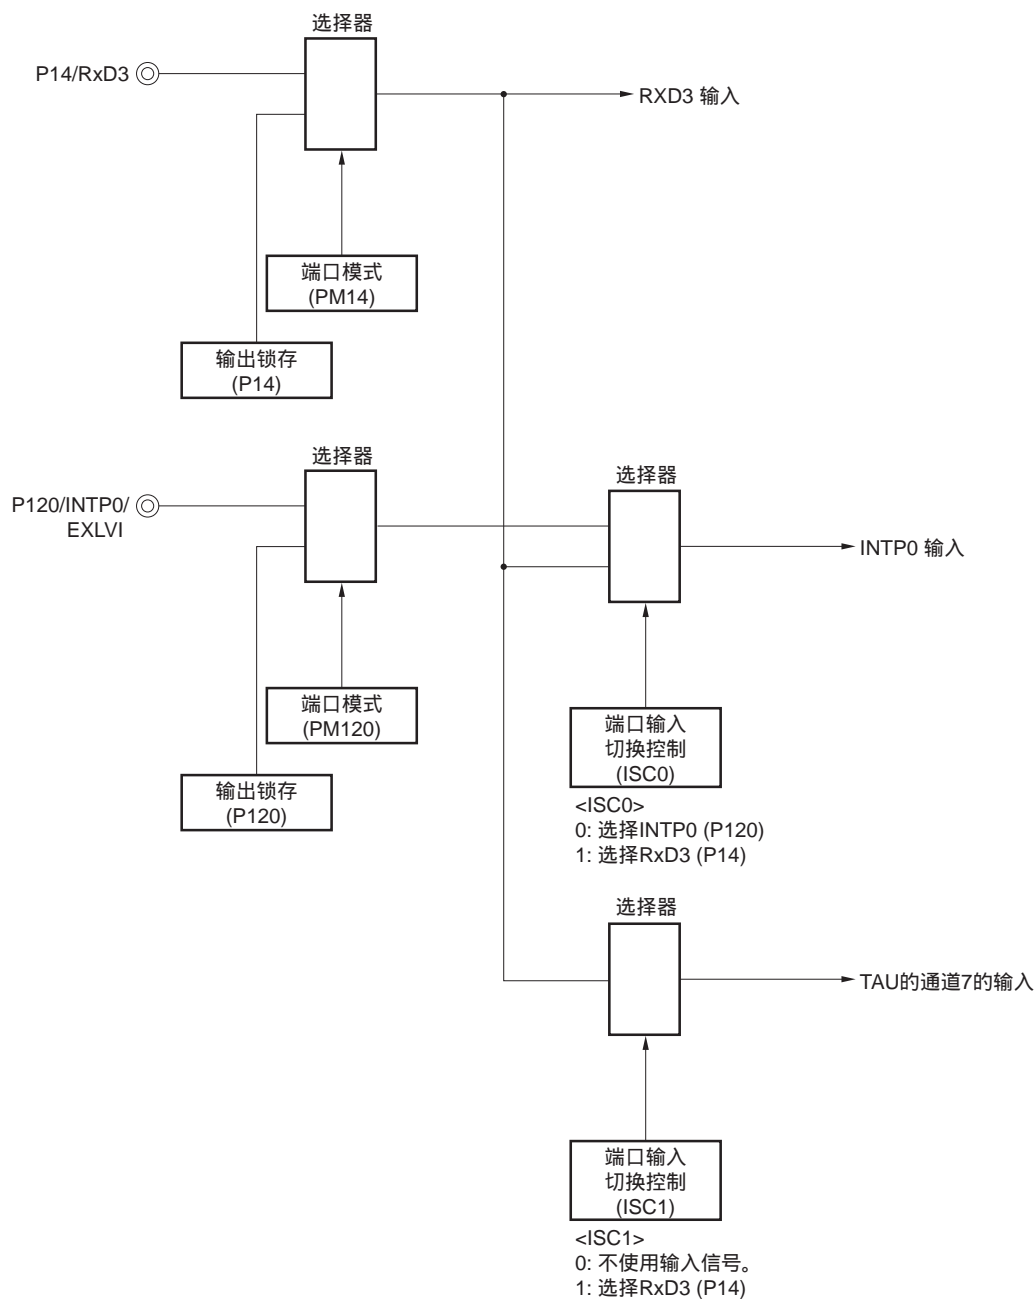 选择器
P14/RxD3
RXD3 输入
端口模式
(PM14)
输出锁存
(P14)
选择器
P120/INTP0/
EXLVI
选择器
INTP0 输入
端口模式
(PM120)
输出锁存
(P120)
端口输入
切换控制
(ISC0)
<ISC0>
0: 选择INTP0 (P120)
1: 选择RxD3 (P14)
选择器
TAU的通道7的输入
端口输入
切换控制
(ISC1)
<ISC1>
0: 不使用输入信号。
1: 选择RxD3 (P14)